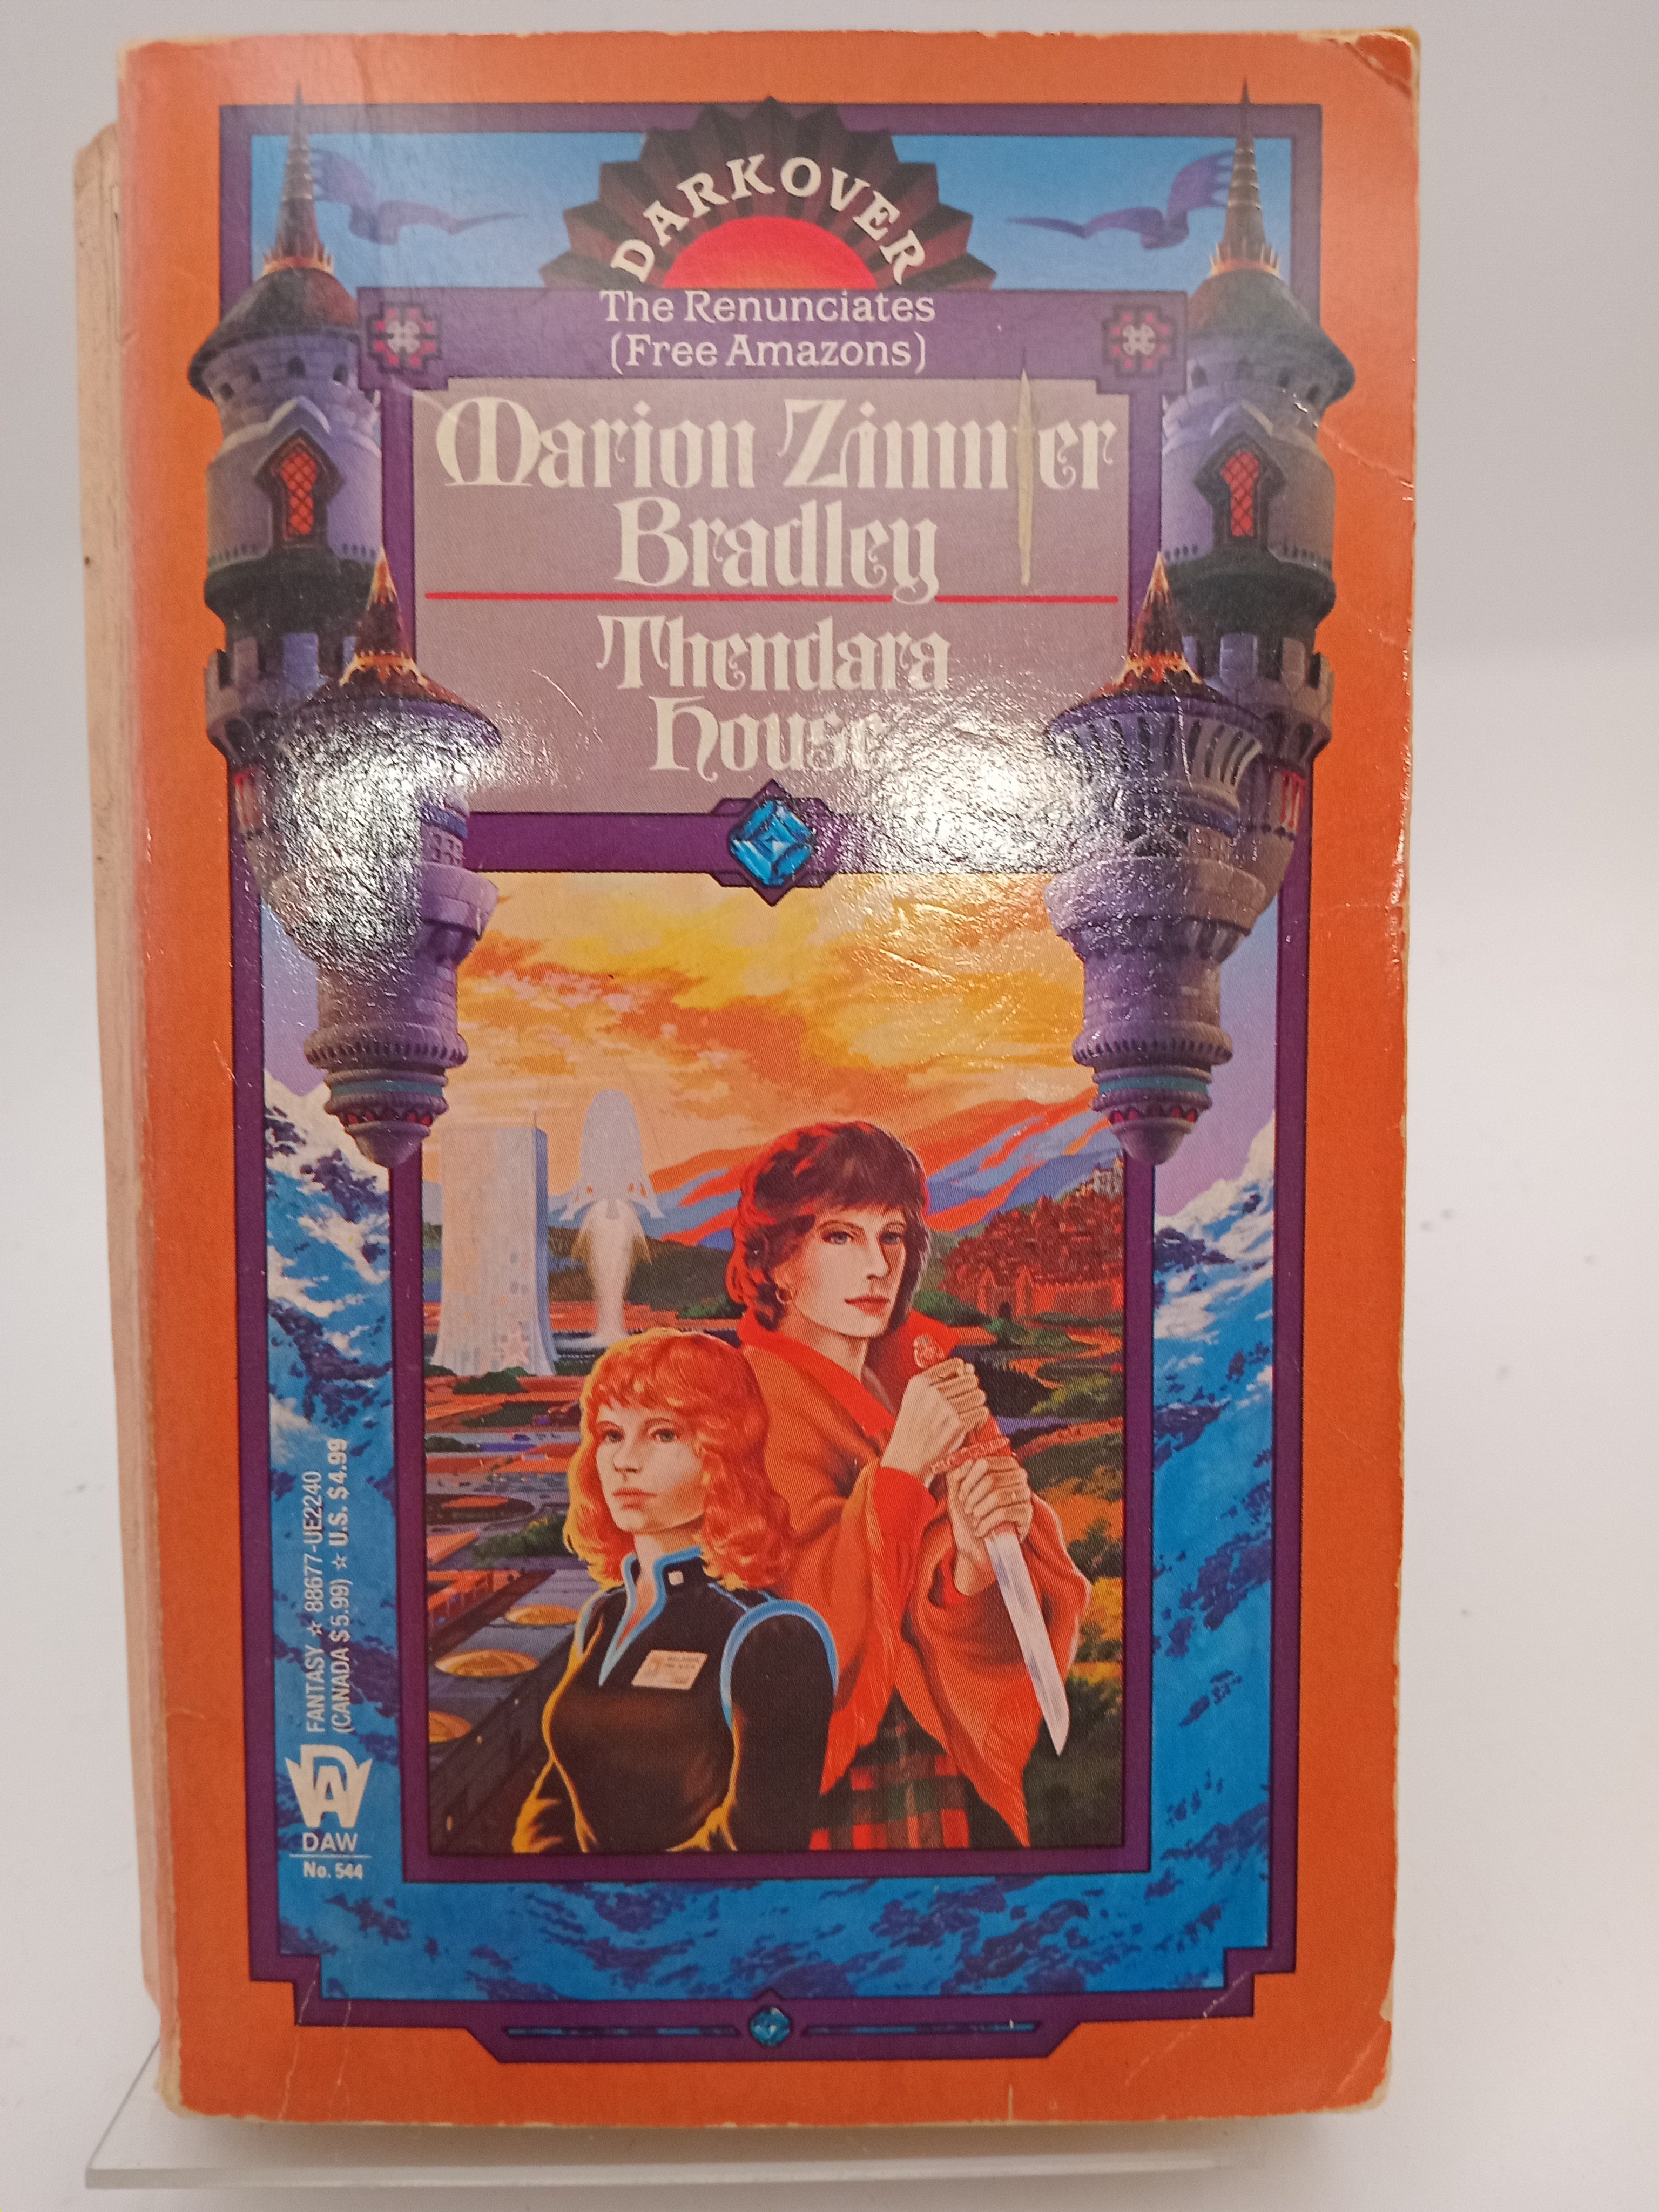 DARKOVER
The Renunciates
(Free Amazons)
Marion Zimmer
Bradley
Thendara
House
FANTASY ☆ 88677-UE2240
(CANADA $5.99) ☆ U.S. $4.99
DAW
DAW
No. 544